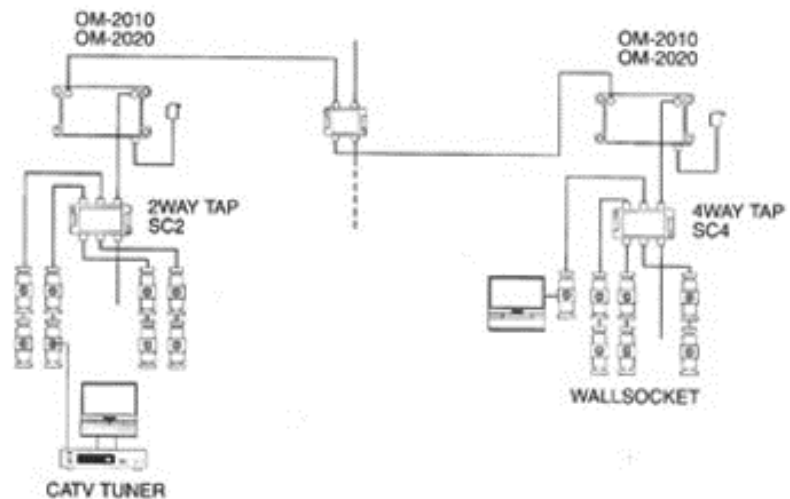 OM-2010
OM-2020
OM-2010
OM-2020
2WAY TAP
SC2
4WAY TAP
SC4
WALLSOCKET
CATV TUNER